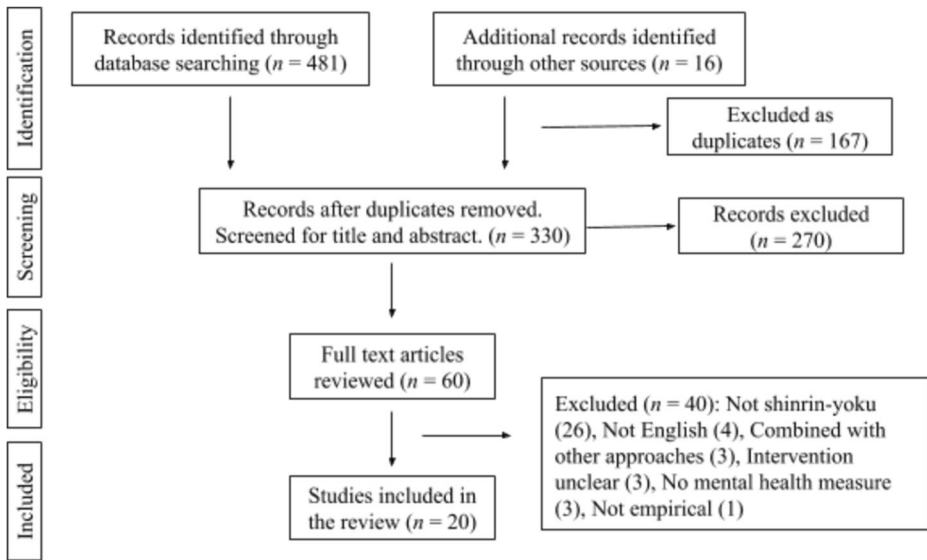 Identification
Records identified through
database searching (n = 481)
Additional records identified
through other sources (n = 16)
Excluded as
duplicates (n = 167)
Screening
Records after duplicates removed.
Screened for title and abstract. (n = 330)
Records excluded
(n = 270)
Eligibility
Full text articles
reviewed (n = 60)
Excluded (n = 40): Not shinrin-yoku
(26), Not English (4), Combined with
other approaches (3), Intervention
unclear (3), No mental health measure
(3), Not empirical (1)
Included
Studies included in
the review (n = 20)